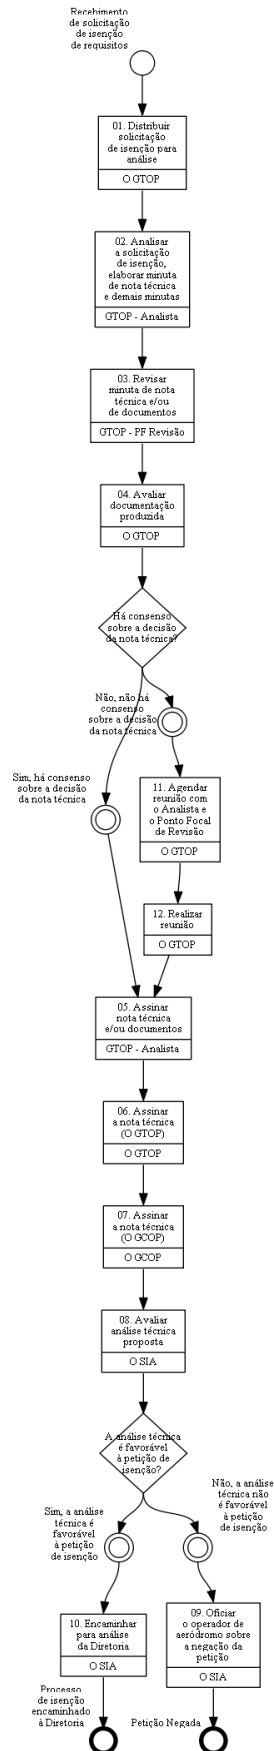 Recebimento
de solicitação
de isenção
de requisitos
01. Distribuir
solicitação
de isenção para
análise
O GTOP
02. Analisar
a solicitação
de isenção,
elaborar minuta
de nota técnica
e demais minutas
GTOP - Analista
03. Revisar
minuta de nota
técnica e/ou
de documentos
GTOP - PF Revisão
04. Avaliar
documentação
produzida
O GTOP
Há consenso
sobre a decisão
da nota técnica?
Não, não há
consenso
sobre a decisão
da nota técnica
Sim, há consenso
sobre a decisão
da nota técnica
11. Agendar
reunião com
o Analista e
o Ponto Focal
de Revisão
O GTOP
12. Realizar
reunião
O GTOP
05. Assinar
nota técnica
e/ou documentos
GTOP - Analista
06. Assinar
a nota técnica
(O GTOP)
O GTOP
07. Assinar
a nota técnica
(O GCOP)
O GCOP
08. Avaliar
análise técnica
proposta
O SIA
A análise técnica
é favorável
à petição de
isenção?
Sim, a análise
técnica é
favorável
à petição
de isenção
Não, a análise
técnica não
é favorável
à petição
de isenção
10. Encaminhar
para análise
da Diretoria
O SIA
09. Oficiar
o operador de
aeródromo sobre
a negação da
petição
O SIA
Processo
de isenção
encaminhado
à Diretoria
Petição Negada